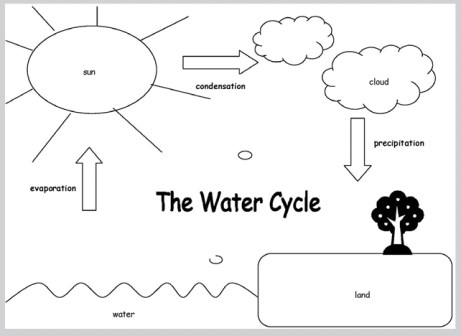 sun
condensation
cloud
precipitation
evaporation
The Water Cycle
land
water